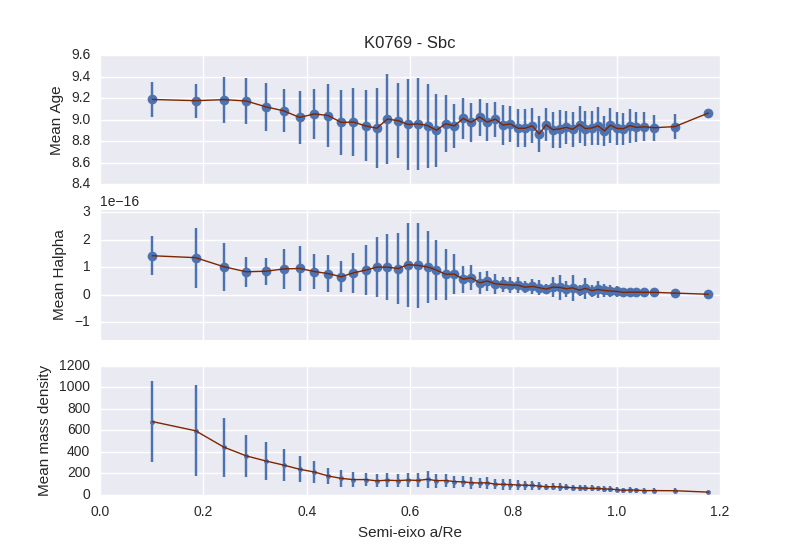 K0769 - Sbc
9.6
9.4
9.2
9.0
8.8
8.6
8.4
Mean Age
1e−16
3
2
1
0
−1
Mean Halpha
1200
1000
800
600
400
200
0
Mean mass density
0.0 0.2 0.4 0.6 0.8 1.0 1.2
Semi-eixo a/Re